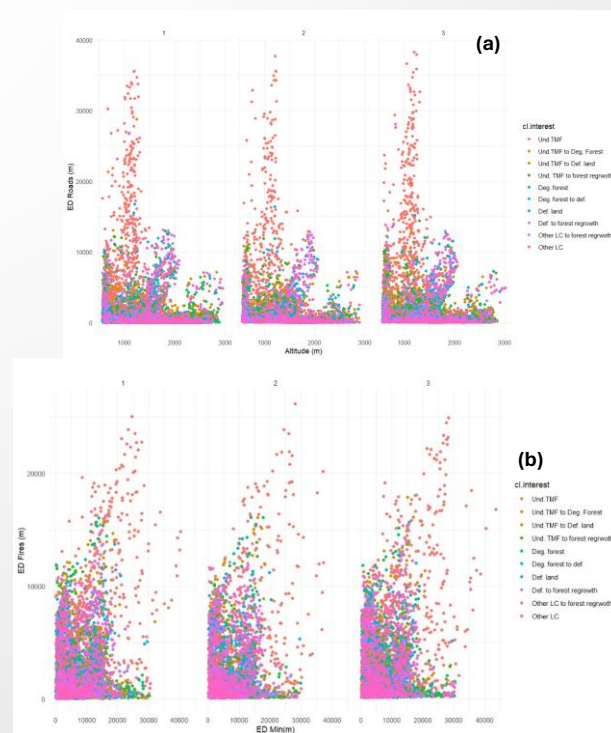 (a)
1 2 3
40000
30000
20000
10000
0
ED Roads (m)
1000 2000 3000 1000 2000 3000 1000 2000 3000
Altitude (m)
cl.interest
Und.TMF
Und.TMF to Deg. Forest
Und.TMF to Def. land
Und. TMF to forest regrwoth
Deg. forest
Deg. forest to def.
Def. land
Def. to forest regrowth
Other LC to forest regrwoth
Other LC
(b)
1 2 3
20000
10000
0
ED Fires (m)
0 10000 20000 30000 40000 0 10000 20000 30000 40000 0 10000 20000 30000 40000
ED Min(m)
cl.interest
Und.TMF
Und.TMF to Deg. Forest
Und.TMF to Def. land
Und. TMF to forest regrwoth
Deg. forest
Deg. forest to def.
Def. land
Def. to forest regrowth
Other LC to forest regrwoth
Other LC